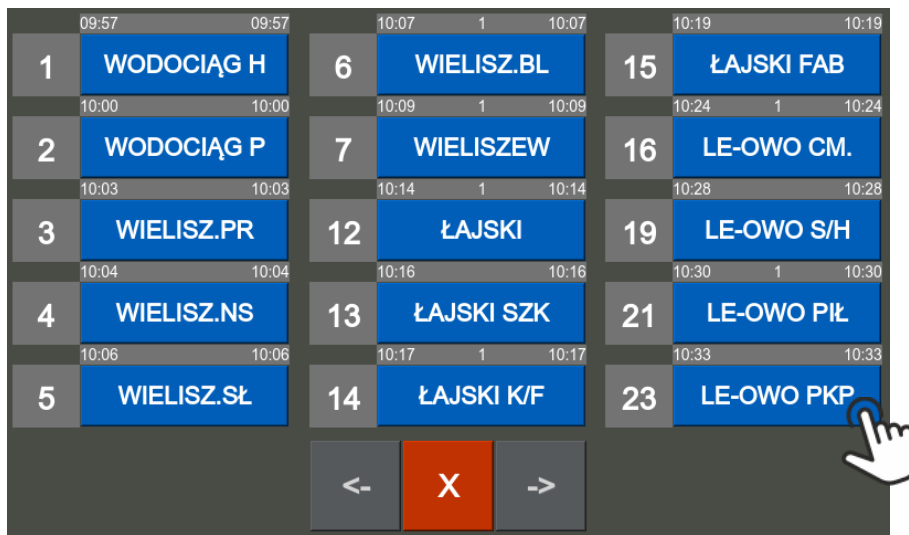 09:57 09:57
1 WODOCIĄG H
10:00 10:00
2 WODOCIĄG P
10:03 10:03
3 WIELISZ.PR
10:04 10:04
4 WIELISZ.NS
10:06 10:06
5 WIELISZ.SŁ
10:07 1 10:07
6 WIELISZ.BL
10:09 1 10:09
7 WIELISZEW
10:14 1 10:14
12 ŁAJSKI
10:16 10:16
13 ŁAJSKI SZK
10:17 1 10:17
14 ŁAJSKI K/F
10:19 10:19
15 ŁAJSKI FAB
10:24 1 10:24
16 LE-OWO CM.
10:28 10:28
19 LE-OWO S/H
10:30 1 10:30
21 LE-OWO PIŁ
10:33 10:33
23 LE-OWO PKP
<- X ->